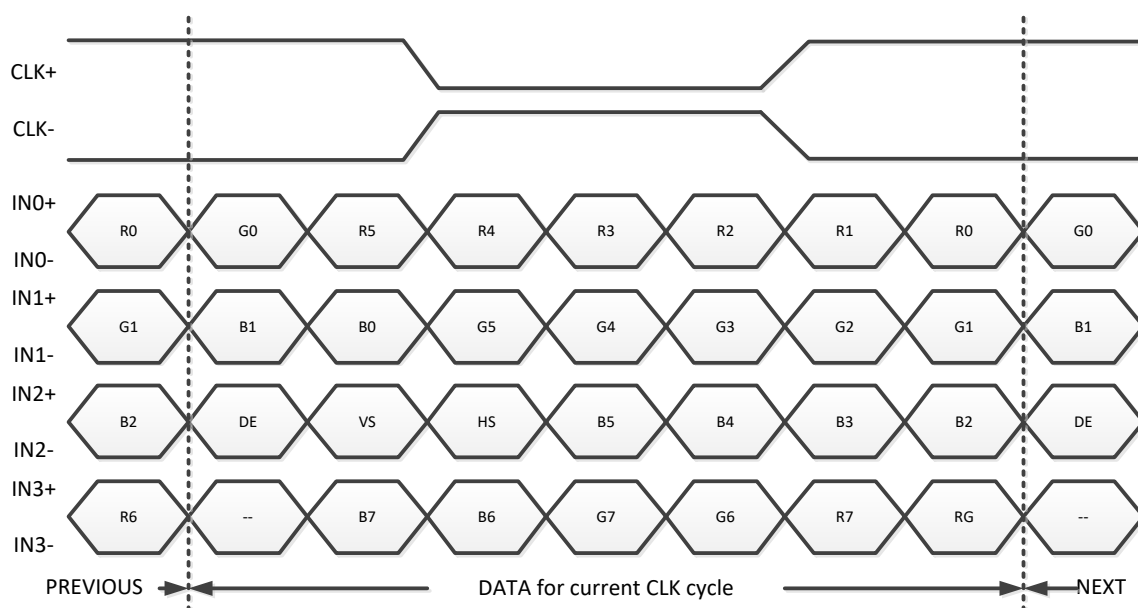 CLK+
CLK-
IN0+
R0 G0 R5 R4 R3 R2 R1 R0 G0
IN0-
IN1+
G1 B1 B0 G5 G4 G3 G2 G1 B1
IN1-
IN2+
B2 DE VS HS B5 B4 B3 B2 DE
IN2-
IN3+
R6 -- B7 B6 G7 G6 R7 RG --
IN3-
PREVIOUS DATA for current CLK cycle NEXT